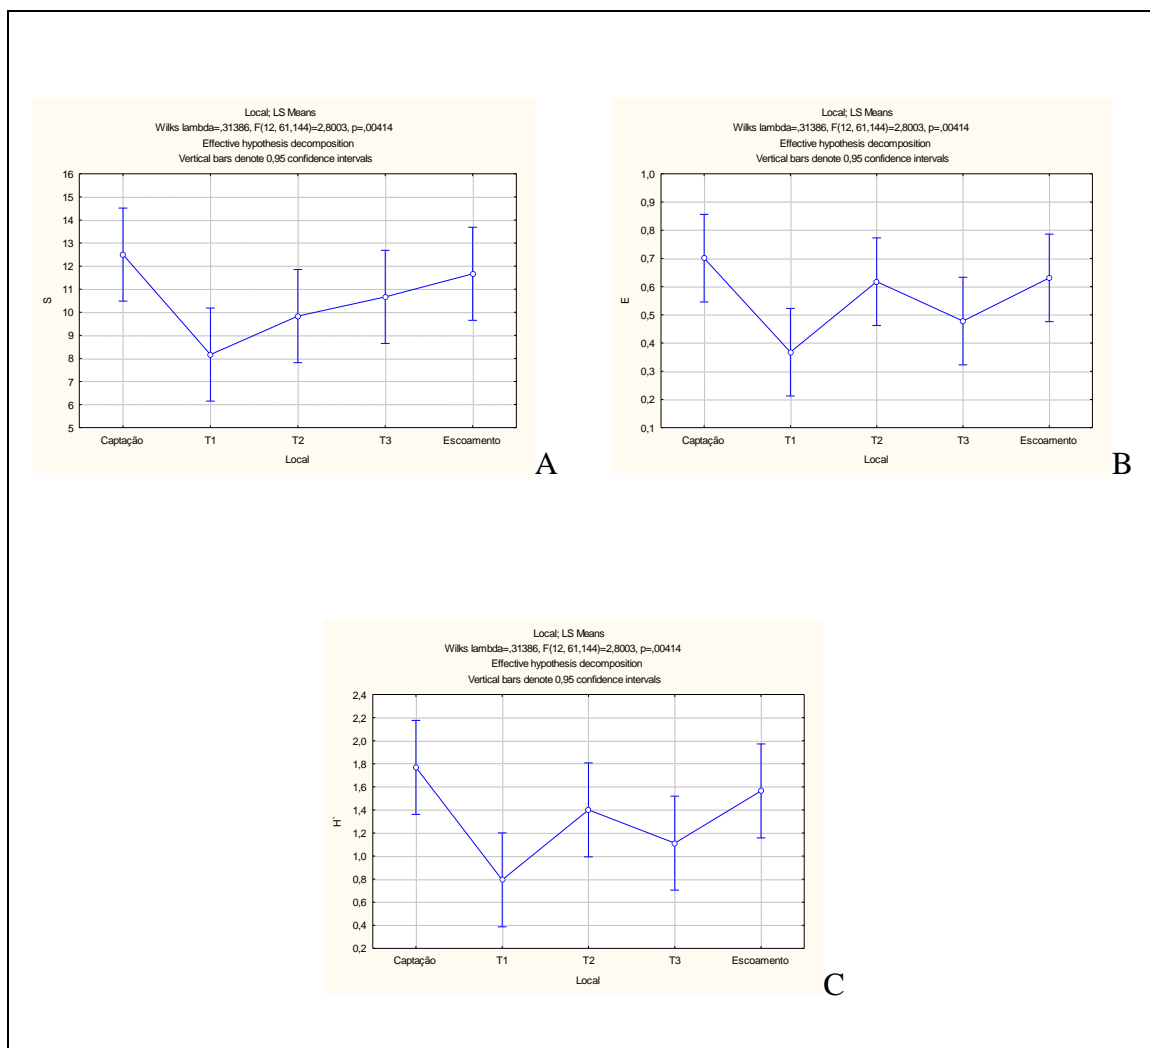 Local; LS Means
Wilks lambda=,31386, F(12, 61,144)=2,8003, p=,00414
Effective hypothesis decomposition
Vertical bars denote 0,95 confidence intervals
16
15
14
13
12
11
10
9
8
7
6
5
S
Captação T1 T2 T3 Escoamento
Local
A
Local; LS Means
Wilks lambda=,31386, F(12, 61,144)=2,8003, p=,00414
Effective hypothesis decomposition
Vertical bars denote 0,95 confidence intervals
1,0
0,9
0,8
0,7
0,6
0,5
0,4
0,3
0,2
0,1
E
Captação T1 T2 T3 Escoamento
Local
B
Local; LS Means
Wilks lambda=,31386, F(12, 61,144)=2,8003, p=,00414
Effective hypothesis decomposition
Vertical bars denote 0,95 confidence intervals
2,4
2,2
2,0
1,8
1,6
1,4
1,2
1,0
0,8
0,6
0,4
0,2
H`
Captação T1 T2 T3 Escoamento
Local
C